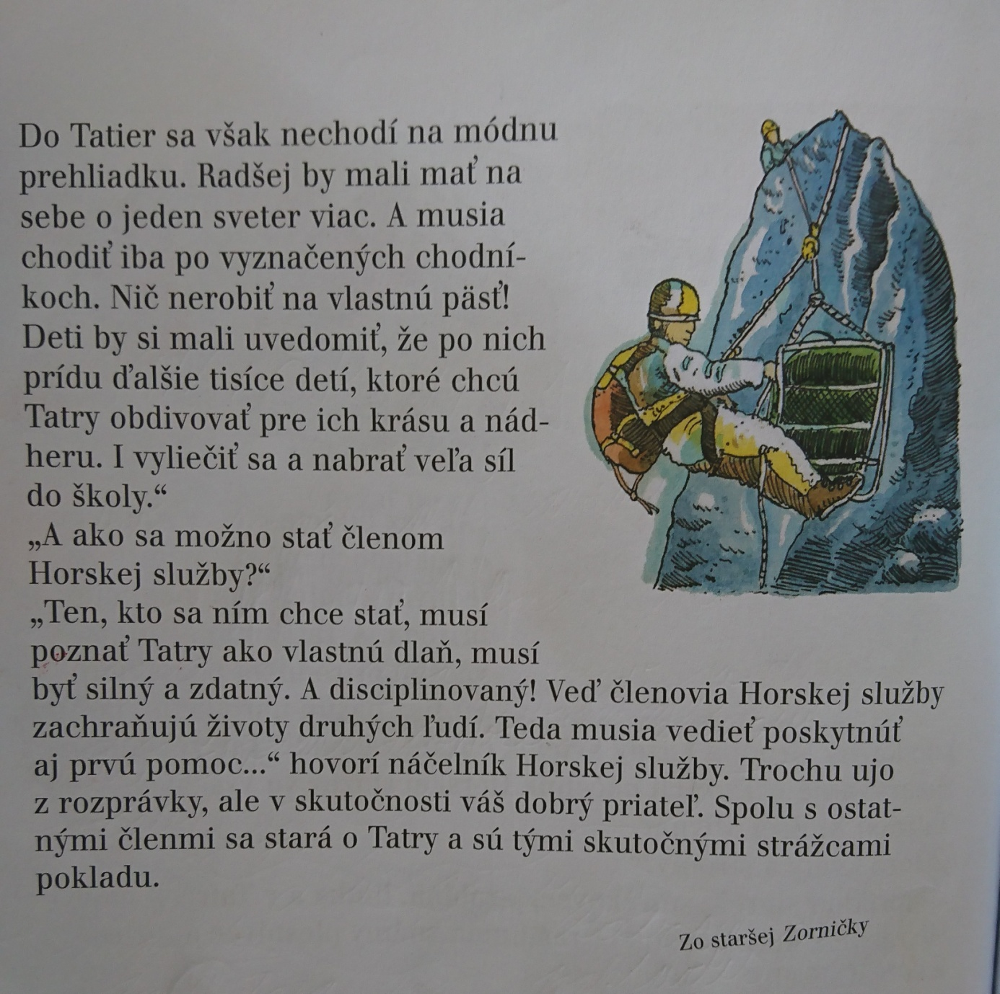 Do Tatier sa však nechodí na módnu
prehliadku. Radšej by mali mať na
sebe o jeden sveter viac. A musia
chodiť iba po vyznačených chodní-
koch. Nič nerobiť na vlastnú päsť!
Deti by si mali uvedomiť, že po nich
prídu ďalšie tisíce detí, ktoré chcú
Tatry obdivovať pre ich krásu a nád-
heru. I vyliečiť sa a nabrať veľa síl
do školy.“
„A ako sa možno stať členom
Horskej služby?“
„Ten, kto sa ním chce stať, musí
poznať Tatry ako vlastnú dlaň, musí
byť silný a zdatný. A disciplinovaný! Veď členovia Horskej služby
zachraňujú životy druhých ľudí. Teda musia vedieť poskytnúť
aj prvú pomoc...“ hovorí náčelník Horskej služby. Trochu ujo
z rozprávky, ale v skutočnosti váš dobrý priateľ. Spolu s ostat-
nými členmi sa stará o Tatry a sú tými skutočnými strážcami
pokladu.
Zo staršej Zorničky